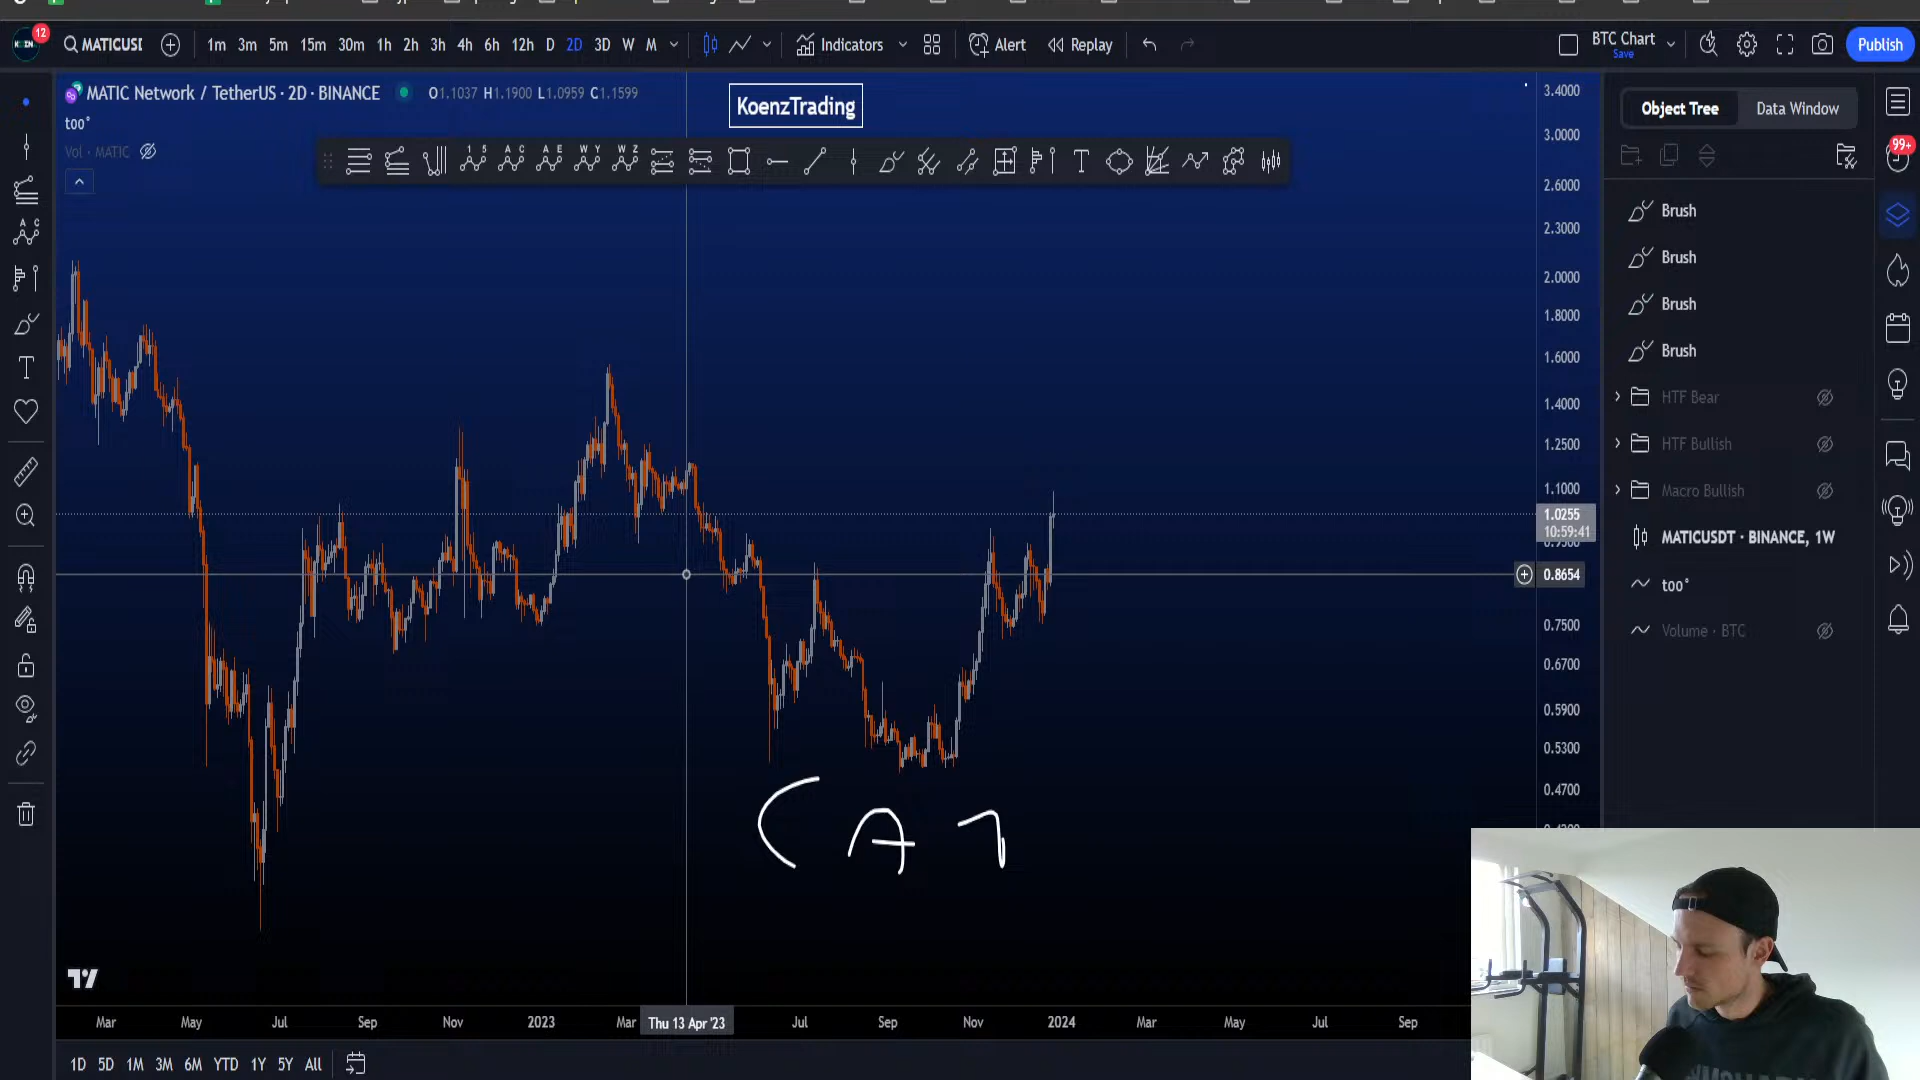 12
MATICUSI 1m 3m 5m 15m 30m 1h 2h 3h 4h 6h 12h D 2D 3D W M Indicators Alert Replay BTC Chart Save Publish
MATIC Network / TetherUS · 2D · BINANCE O1.1037 H1.1900 L1.0959 C1.1599
KoenzTrading
too°
Vol · MATIC
1 5 A C A E W Y W Z
A C
3.4000
3.0000
2.6000
2.3000
2.0000
1.8000
1.6000
1.4000
1.2500
1.1000
1.0255
10:59:41
0.8654
0.7500
0.6700
0.5900
0.5300
0.4700
Object Tree Data Window
99+
Brush
Brush
Brush
Brush
HTF Bear
HTF Bullish
Macro Bullish
MATICUSDT · BINANCE, 1W
too°
Volume · BTC
Mar May Jul Sep Nov 2023 Mar Thu 13 Apr '23 Jul Sep Nov 2024 Mar May Jul Sep
1D 5D 1M 3M 6M YTD 1Y 5Y All